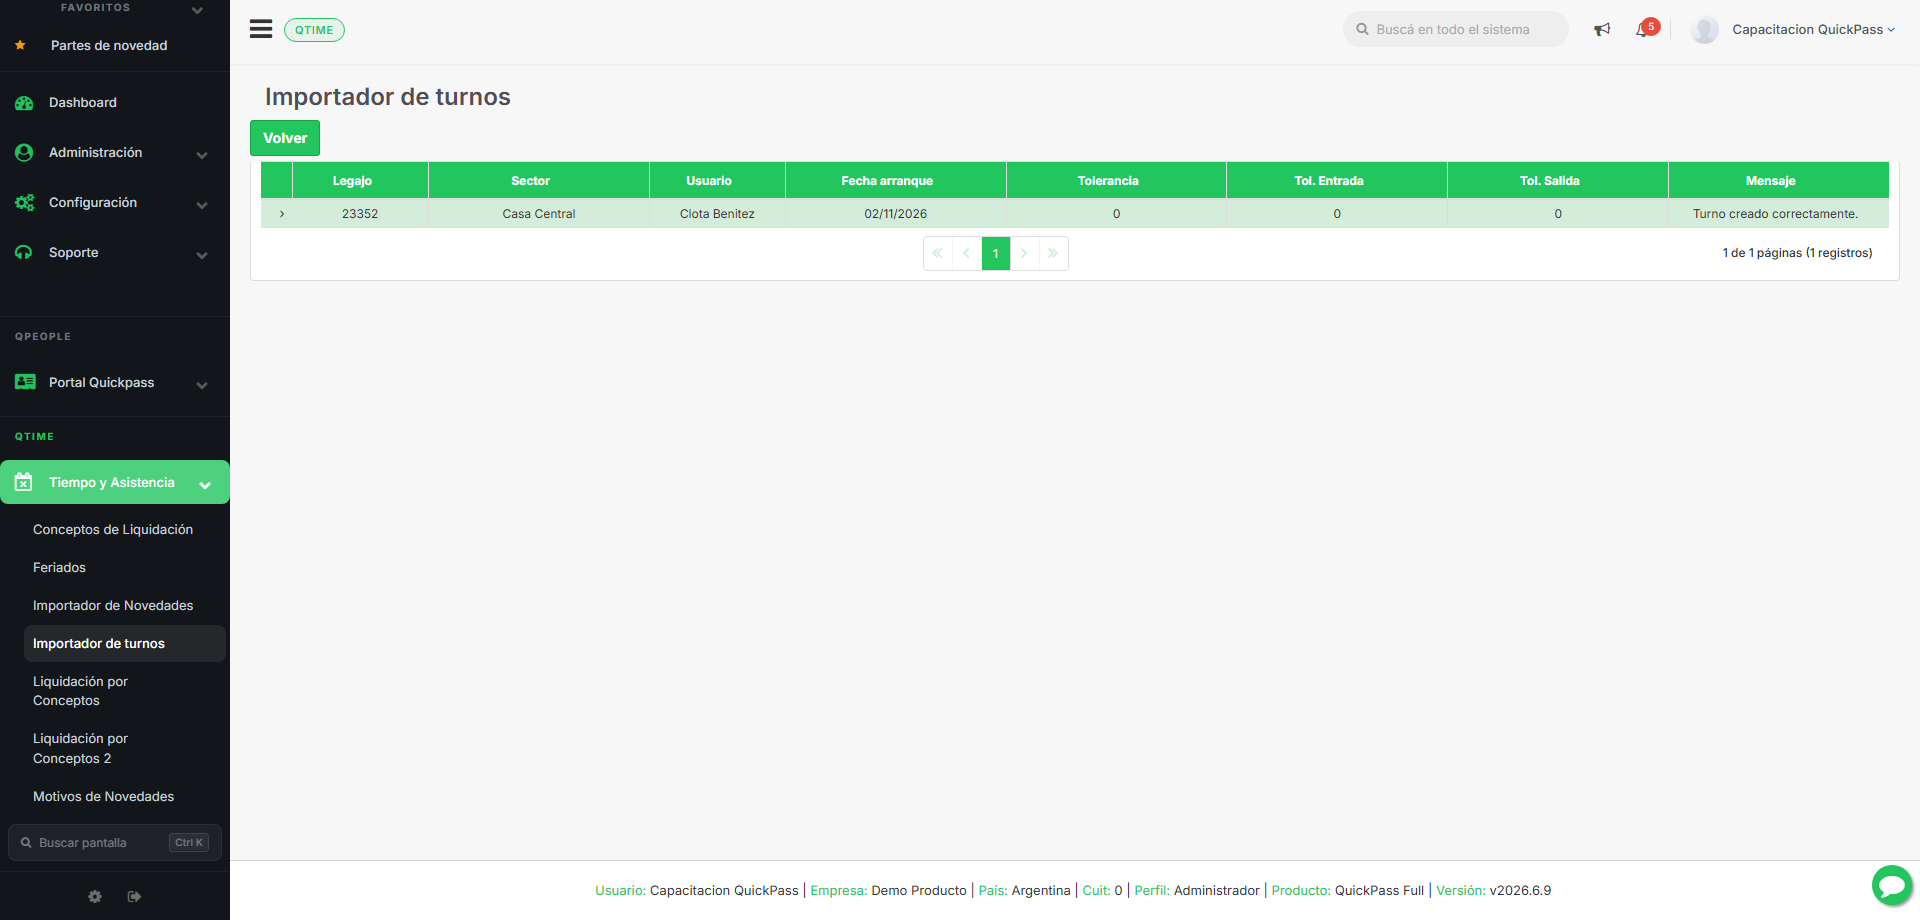 FAVORITOS
Partes de novedad
Dashboard
Administración
Configuración
Soporte
QPEOPLE
Portal Quickpass
QTIME
Tiempo y Asistencia
Conceptos de Liquidación
Feriados
Importador de Novedades
Importador de turnos
Liquidación por
Conceptos
Liquidación por
Conceptos 2
Motivos de Novedades
Buscar pantalla Ctrl K
QTIME
Buscá en todo el sistema
5
Capacitacion QuickPass
Importador de turnos
Volver
Legajo Sector Usuario Fecha arranque Tolerancia Tol. Entrada Tol. Salida Mensaje
23352 Casa Central Clota Benitez 02/11/2026 0 0 0 Turno creado correctamente.
« ‹ 1 › »
1 de 1 páginas (1 registros)
Usuario: Capacitacion QuickPass | Empresa: Demo Producto | País: Argentina | Cuit: 0 | Perfil: Administrador | Producto: QuickPass Full | Versión: v2026.6.9